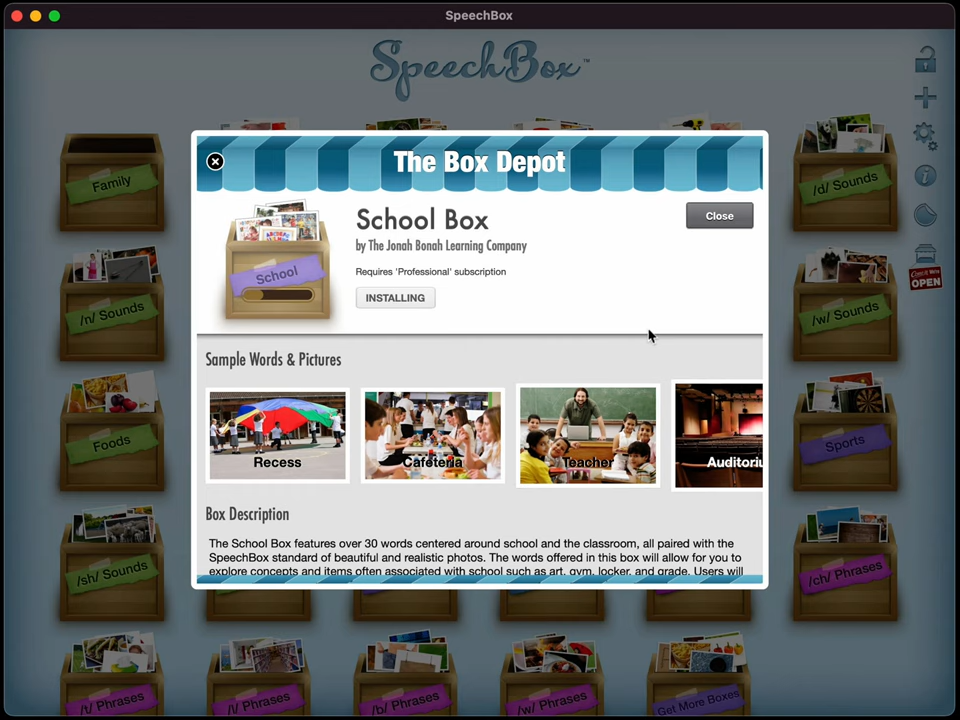 SpeechBox
SpeechBox™
Family
/d/ Sounds
The Box Depot
School Box
by The Jonah Bonah Learning Company
Requires 'Professional' subscription
INSTALLING
Close
School
/n/ Sounds
/w/ Sounds
OPEN
Sample Words & Pictures
Recess
Cafeteria
Teacher
Auditoriu
Foods
Sports
Box Description
The School Box features over 30 words centered around school and the classroom, all paired with the
SpeechBox standard of beautiful and realistic photos. The words offered in this box will allow for you to
explore concepts and items often associated with school such as art, gym, locker, and grade. Users will
/sh/ Sounds
/ch/ Phrases
/t/ Phrases
/l/ Phrases
/b/ Phrases
/w/ Phrases
Get More Boxes